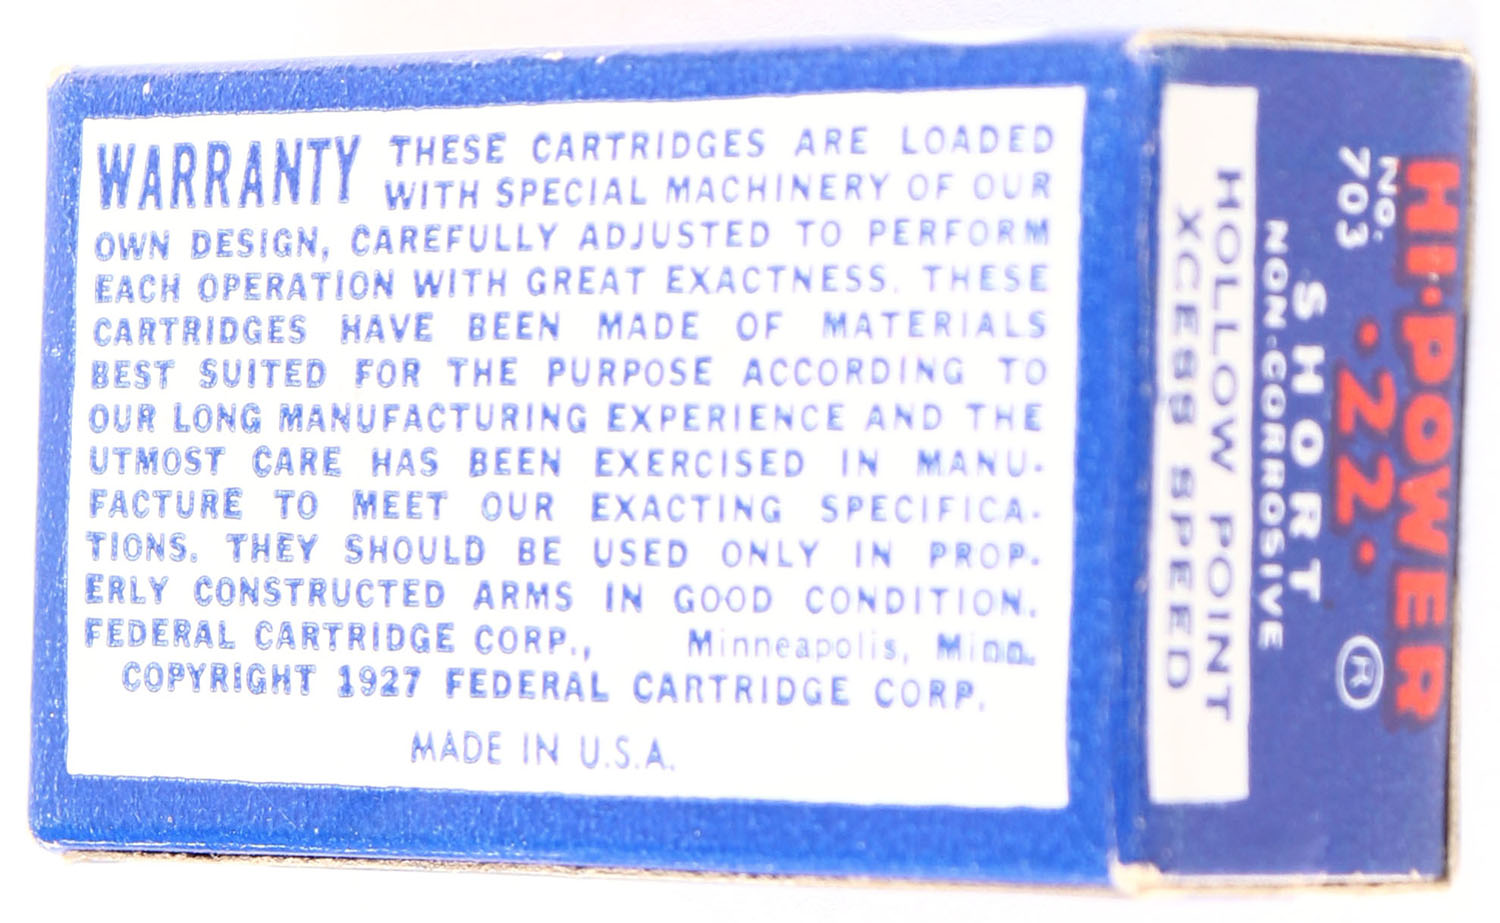 WARRANTY THESE CARTRIDGES ARE LOADED
WITH SPECIAL MACHINERY OF OUR
OWN DESIGN, CAREFULLY ADJUSTED TO PERFORM
EACH OPERATION WITH GREAT EXACTNESS. THESE
CARTRIDGES HAVE BEEN MADE OF MATERIALS
BEST SUITED FOR THE PURPOSE ACCORDING TO
OUR LONG MANUFACTURING EXPERIENCE AND THE
UTMOST CARE HAS BEEN EXERCISED IN MANU-
FACTURE TO MEET OUR EXACTING SPECIFICA-
TIONS. THEY SHOULD BE USED ONLY IN PROP-
ERLY CONSTRUCTED ARMS IN GOOD CONDITION.
FEDERAL CARTRIDGE CORP., Minneapolis, Minn.
COPYRIGHT 1927 FEDERAL CARTRIDGE CORP.
MADE IN U.S.A.
HI-POWER
No. 703 .22. ®
SHORT
NON-CORROSIVE
HOLLOW POINT
XCESS SPEED